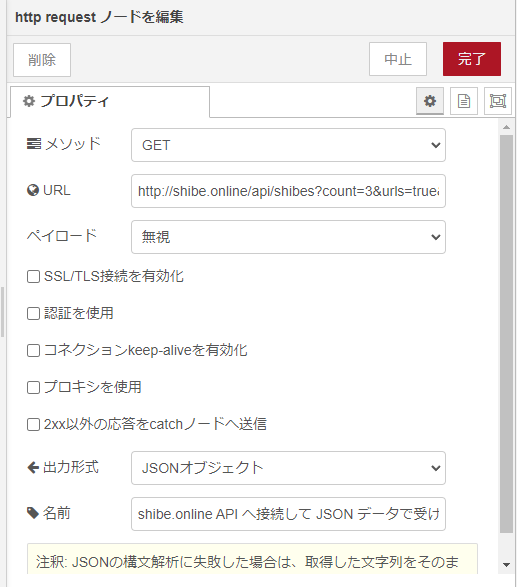 http request ノードを編集
削除
中止
完了
プロパティ
メソッド
GET
URL
http://shibe.online/api/shibes?count=3&urls=true&
ペイロード
無視
SSL/TLS接続を有効化
認証を使用
コネクションkeep-aliveを有効化
プロキシを使用
2xx以外の応答をcatchノードへ送信
出力形式
JSONオブジェクト
名前
shibe.online API へ接続して JSON データで受け
注釈: JSONの構文解析に失敗した場合は、取得した文字列をそのま